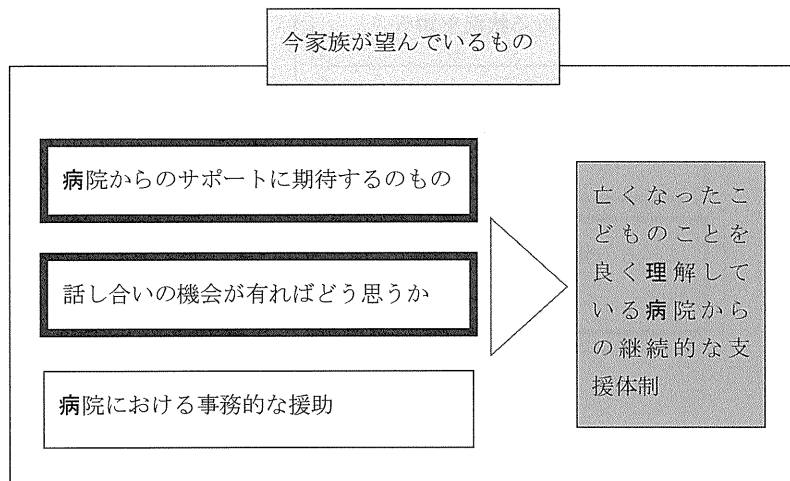 今家族が望んでいるもの
病院からのサポートに期待するのもの
話し合いの機会が有ればどう思うか
病院における事務的な援助
亡くなったこ
どものことを
良く理解して
いる病院から
の継続的な支
援体制